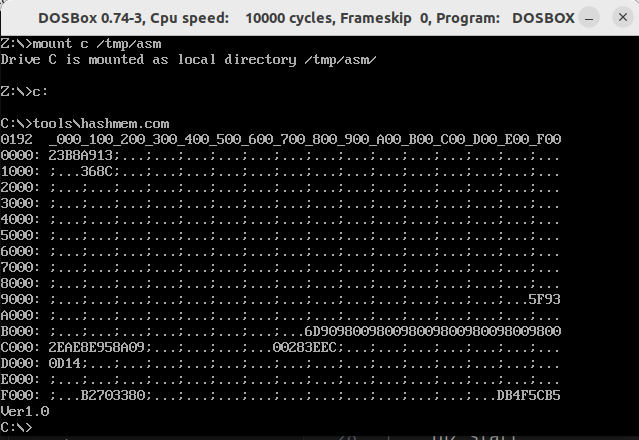 DOSBox 0.74-3, Cpu speed: 10000 cycles, Frameskip 0, Program: DOSBOX
Z:\>mount c /tmp/asm
Drive C is mounted as local directory /tmp/asm/
Z:\>c:
C:\>tools\hashmem.com
0192  _000_100_200_300_400_500_600_700_800_900_A00_B00_C00_D00_E00_F00
0000: 23B8A913;...;...;...;...;...;...;...;...;...;...;...;...;...;...
1000: ;...368C;...;...;...;...;...;...;...;...;...;...;...;...;...;...
2000: ;...;...;...;...;...;...;...;...;...;...;...;...;...;...;...;...
3000: ;...;...;...;...;...;...;...;...;...;...;...;...;...;...;...;...
4000: ;...;...;...;...;...;...;...;...;...;...;...;...;...;...;...;...
5000: ;...;...;...;...;...;...;...;...;...;...;...;...;...;...;...;...
6000: ;...;...;...;...;...;...;...;...;...;...;...;...;...;...;...;...
7000: ;...;...;...;...;...;...;...;...;...;...;...;...;...;...;...;...
8000: ;...;...;...;...;...;...;...;...;...;...;...;...;...;...;...;...
9000: ;...;...;...;...;...;...;...;...;...;...;...;...;...;...;...5F93
A000: ;...;...;...;...;...;...;...;...;...;...;...;...;...;...;...;...
B000: ;...;...;...;...;...;...;...;...6D909800980098009800980098009800
C000: 2EAE8E958A09;...;...;...;...00283EEC;...;...;...;...;...;...;...
D000: 0D14;...;...;...;...;...;...;...;...;...;...;...;...;...;...;...
E000: ;...;...;...;...;...;...;...;...;...;...;...;...;...;...;...;...
F000: ;...B2703380;...;...;...;...;...;...;...;...;...;...;...DB4F5CB5
Ver1.0
C:\>